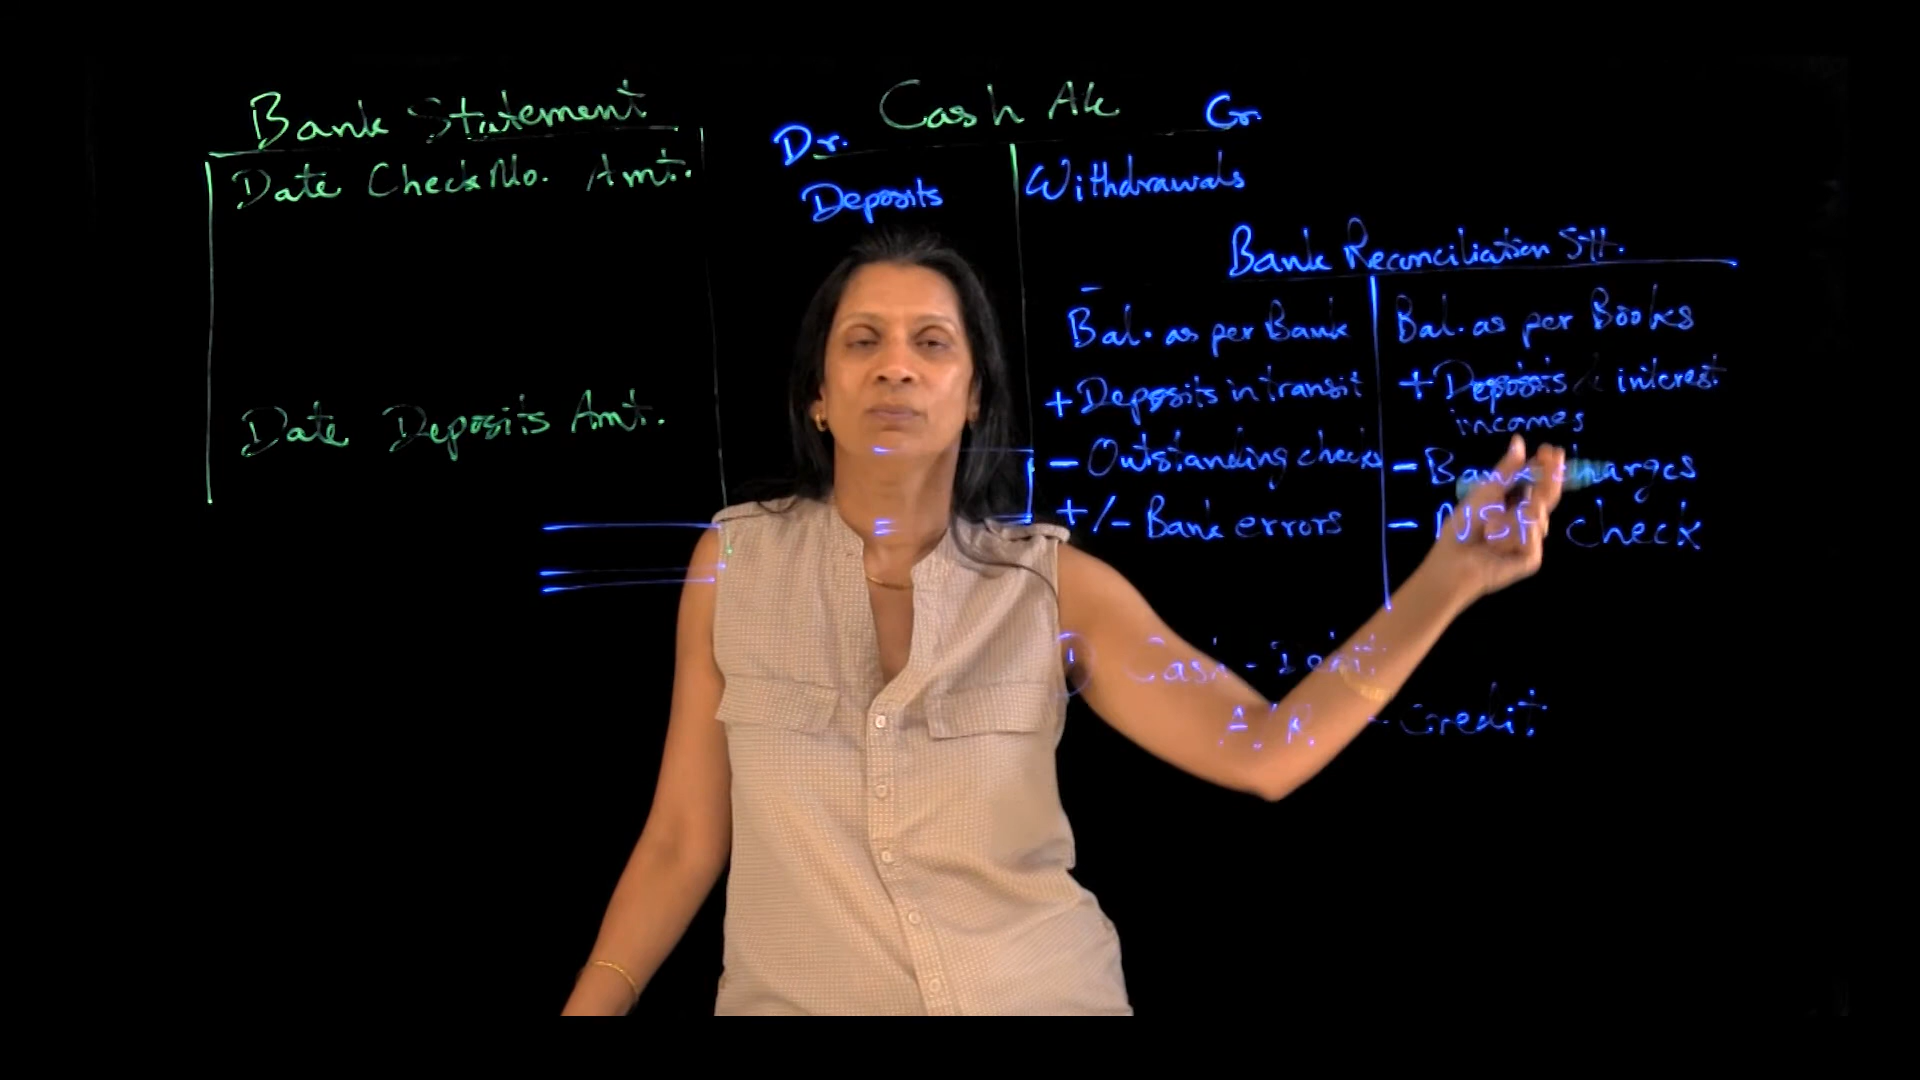 Bank Statement
Date Check No. Amt.
Date Deposits Amt.
Cash A/c
Dr.
Cr.
Deposits
Withdrawals
Bank Reconciliation Stt.
Bal. as per Bank
+ Deposits in transit
- Outstanding checks
+/- Bank errors
Bal. as per Books
+ Deposits & interest
incomes
- Bank charges
- NSF check
① Cash - Debit
A/R. - Credit